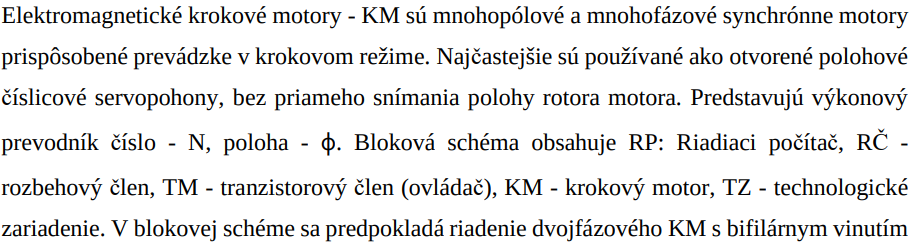 Elektromagnetické krokové motory - KM sú mnohopólové a mnohofázové synchrónne motory
prispôsobené prevádzke v krokovom režime. Najčastejšie sú používané ako otvorené polohové
číslicové servopohony, bez priameho snímania polohy rotora motora. Predstavujú výkonový
prevodník číslo - N, poloha - ϕ. Bloková schéma obsahuje RP: Riadiaci počítač, RČ -
rozbehový člen, TM - tranzistorový člen (ovládač), KM - krokový motor, TZ - technologické
zariadenie. V blokovej schéme sa predpokladá riadenie dvojfázového KM s bifilárnym vinutím